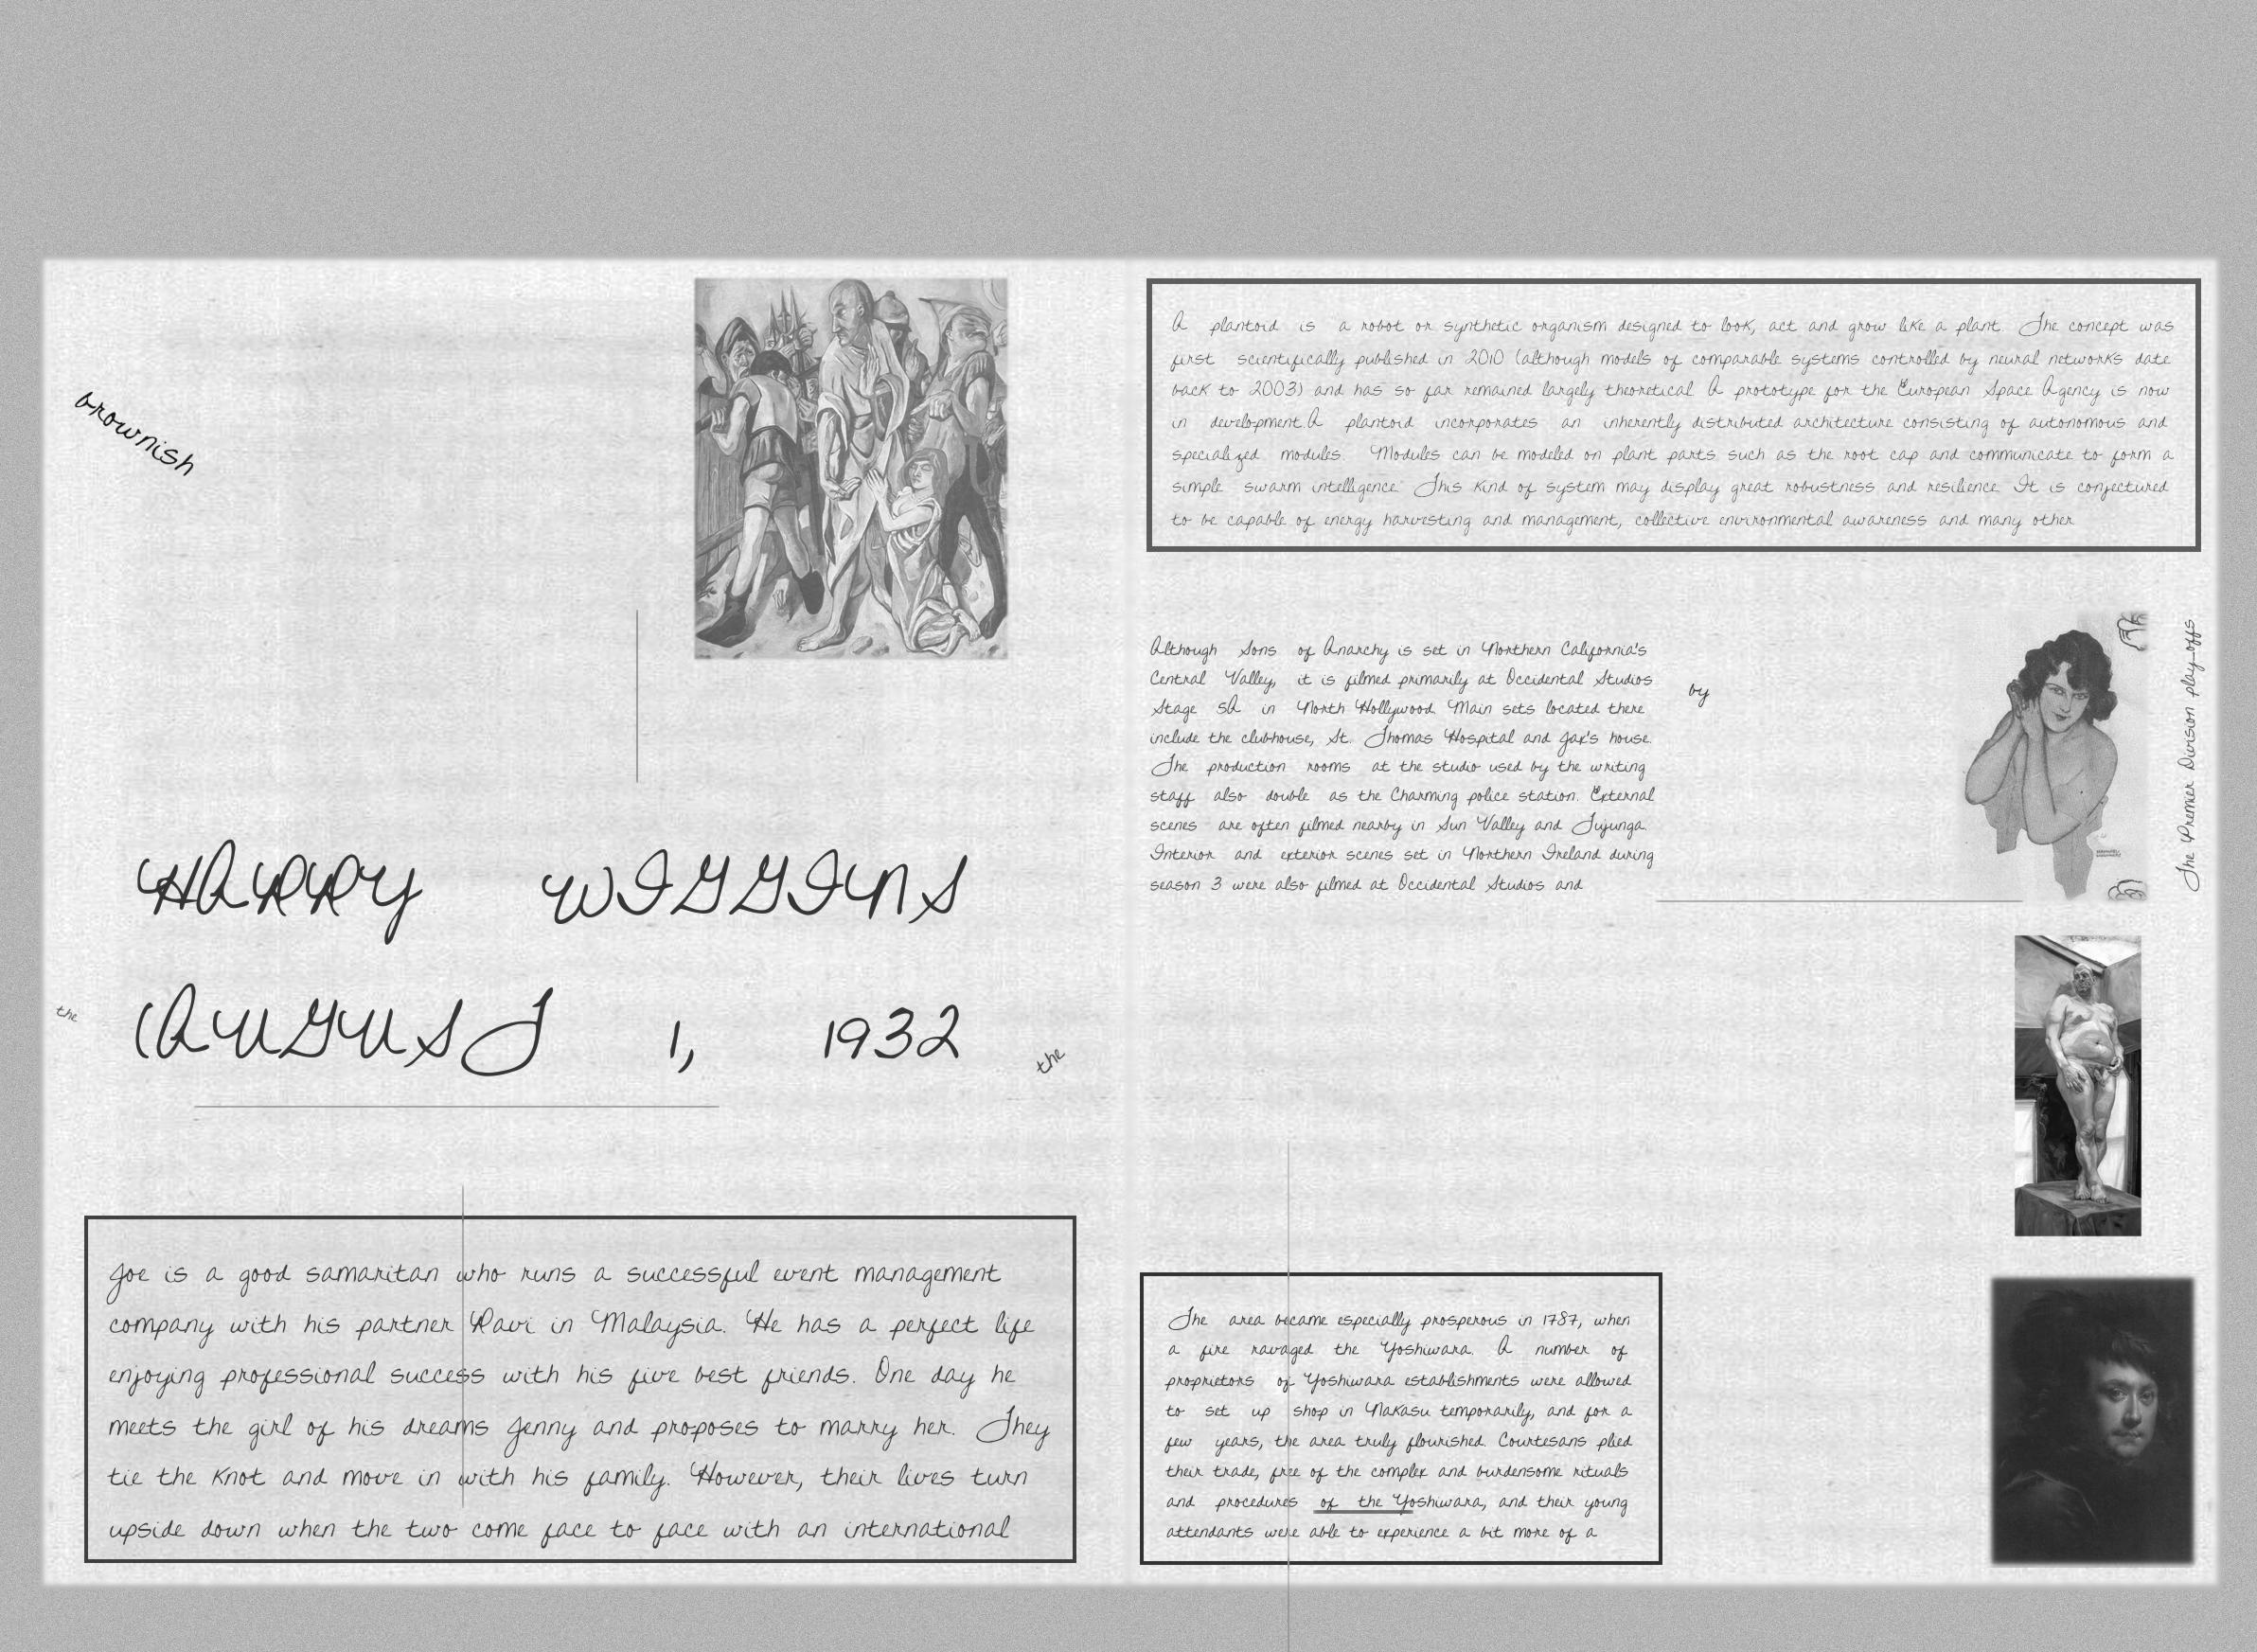 brownish
HARRY WIGGINS
(AUGUST 1, 1932
the
the
Joe is a good samaritan who runs a successful event management
company with his partner Ravi in Malaysia. He has a perfect life
enjoying professional success with his five best friends. One day he
meets the girl of his dreams Jenny and proposes to marry her. They
tie the knot and move in with his family. However, their lives turn
upside down when the two come face to face with an international
A plantoid is a robot or synthetic organism designed to look, act and grow like a plant. The concept was
first scientifically published in 2010 (although models of comparable systems controlled by neural networks date
back to 2003) and has so far remained largely theoretical. A prototype for the European Space Agency is now
in development.A plantoid incorporates an inherently distributed architecture consisting of autonomous and
specialized modules. Modules can be modeled on plant parts such as the root cap and communicate to form a
simple swarm intelligence. This kind of system may display great robustness and resilience. It is conjectured
to be capable of energy harvesting and management, collective environmental awareness and many other
Although Sons of Anarchy is set in Northern California's
Central Valley, it is filmed primarily at Occidental Studios
Stage 5A in North Hollywood. Main sets located there
include the clubhouse, St. Thomas Hospital and Jax's house.
The production rooms at the studio used by the writing
staff also double as the Charming police station. External
scenes are often filmed nearby in Sun Valley and Tujunga.
Interior and exterior scenes set in Northern Ireland during
season 3 were also filmed at Occidental Studios and
by
The Premier Division play-offs
The area became especially prosperous in 1787, when
a fire ravaged the Yoshiwara. A number of
proprietors of Yoshiwara establishments were allowed
to set up shop in Nakasu temporarily, and for a
few years, the area truly flourished. Courtesans plied
their trade, free of the complex and burdensome rituals
and procedures of the Yoshiwara, and their young
attendants were able to experience a bit more of a